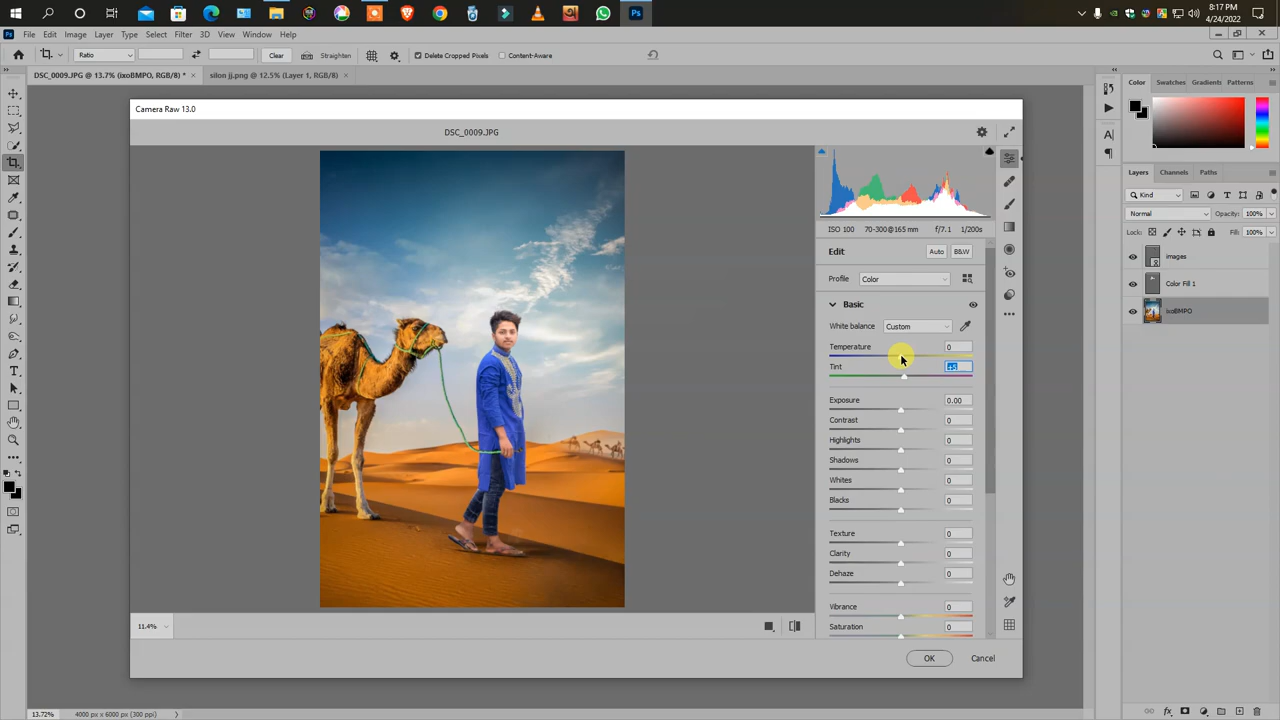 8:17 PM
4/24/2022
File Edit Image Layer Type Select Filter 3D View Window Help
Ratio Clear Straighten Delete Cropped Pixels Content-Aware
DSC_0009.JPG @ 13.7% (ixoBMPO, RGB/8) * × silon jj.png @ 12.5% (Layer 1, RGB/8) ×
Camera Raw 13.0
DSC_0009.JPG
ISO 100 70-300@165 mm f/7.1 1/200s
Edit Auto B&W
Profile Color
Basic
White balance Custom
Temperature 0
Tint +5
Exposure 0.00
Contrast 0
Highlights 0
Shadows 0
Whites 0
Blacks 0
Texture 0
Clarity 0
Dehaze 0
Vibrance 0
Saturation 0
11.4%
OK Cancel
Color Swatches Gradients Patterns
Layers Channels Paths
Kind
Normal Opacity: 100%
Lock: Fill: 100%
images
Color Fill 1
ixoBMPO
13.72% 4000 px x 6000 px (300 ppi)